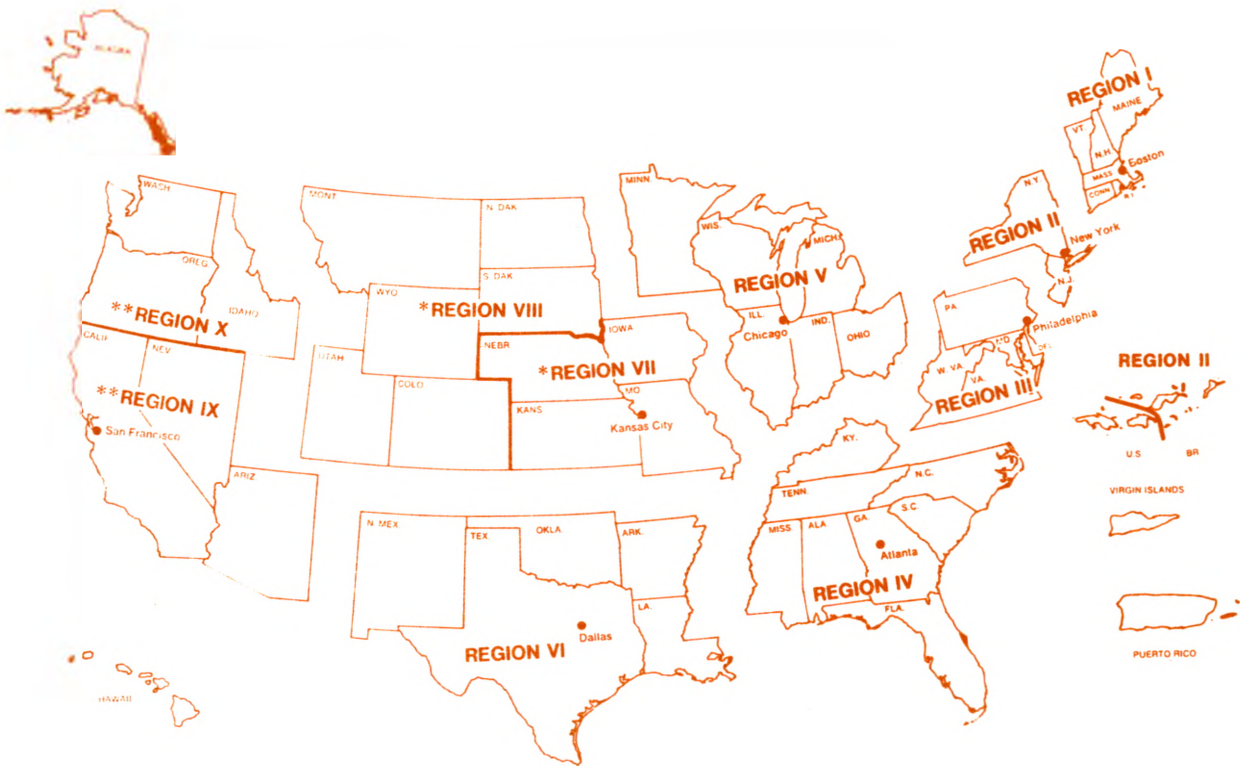 ALASKA
REGION I
MAINE
VT.
N.H.
Boston
MASS
CONN
R.I.
WASH
MONT
N. DAK
MINN.
N.Y.
WIS.
MICH.
REGION II
New York
OREG.
S. DAK
REGION V
N.J.
WYO
IDAHO
**REGION X
*REGION VIII
PA
ILL.
IND.
Philadelphia
CALIF
NEV
NEBR
IOWA
Chicago
OHIO
MD
DEL
UTAH
*REGION VII
W. VA
VA.
REGION II
COLO
MO
REGION III
**REGION IX
KANS
Kansas City
San Francisco
KY.
U.S
BR
ARIZ
N.C.
TENN.
VIRGIN ISLANDS
S.C.
N. MEX
OKLA.
ARK.
MISS.
ALA
GA.
TEX
Atlanta
REGION IV
LA.
FLA.
Dallas
REGION VI
PUERTO RICO
HAWAII